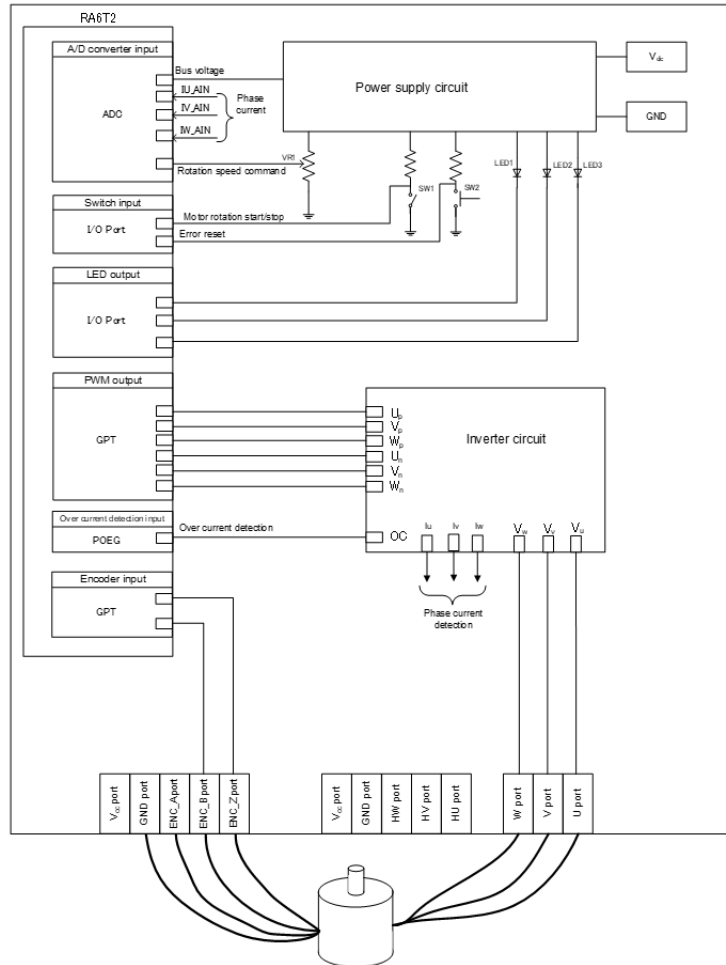 RA6T2
A/D converter input
ADC
Bus voltage
IU_AIN
IV_AIN
IW_AIN
Phase
current
VR1
Rotation speed command
Power supply circuit
Vdc
GND
LED1
LED2
LED3
SW1
SW2
Switch input
I/O Port
Motor rotation start/stop
Error reset
LED output
I/O Port
PWM output
GPT
Up
Vp
Wp
Un
Vn
Wn
Inverter circuit
Over current detection input
POEG
Over current detection
OC
Iu
Iv
Iw
Vw
Vv
Vu
Phase current
detection
Encoder input
GPT
Vcc port
GND port
ENC_A port
ENC_B port
ENC_Z port
Vcc port
GND port
HW port
HV port
HU port
W port
V port
U port